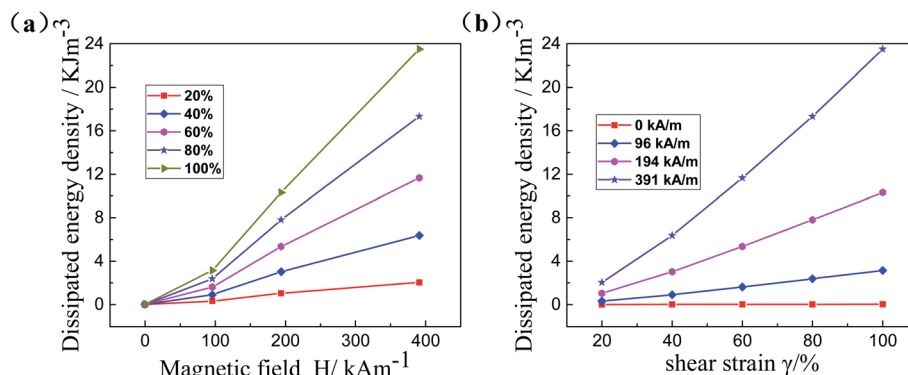 (a)
Dissipated energy density / KJm-3
24
20
16
12
8
4
0
20%
40%
60%
80%
100%
0 100 200 300 400
Magnetic field H/ kAm-1
(b)
Dissipated energy density / KJm-3
24
20
16
12
8
4
0
0 kA/m
96 kA/m
194 kA/m
391 kA/m
20 40 60 80 100
shear strain γ/%